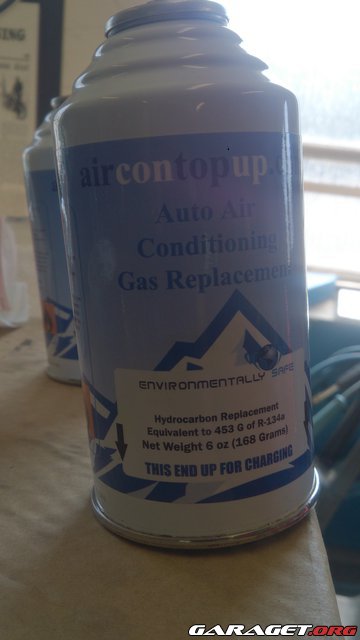 aircontopup.c
Auto Air
Conditioning
Gas Replacement
ENVIRONMENTALLY SAFE
Hydrocarbon Replacement
Equivalent to 453 G of R-134a
Net Weight 6 oz (168 Grams)
THIS END UP FOR CHARGING
GARAGET.ORG